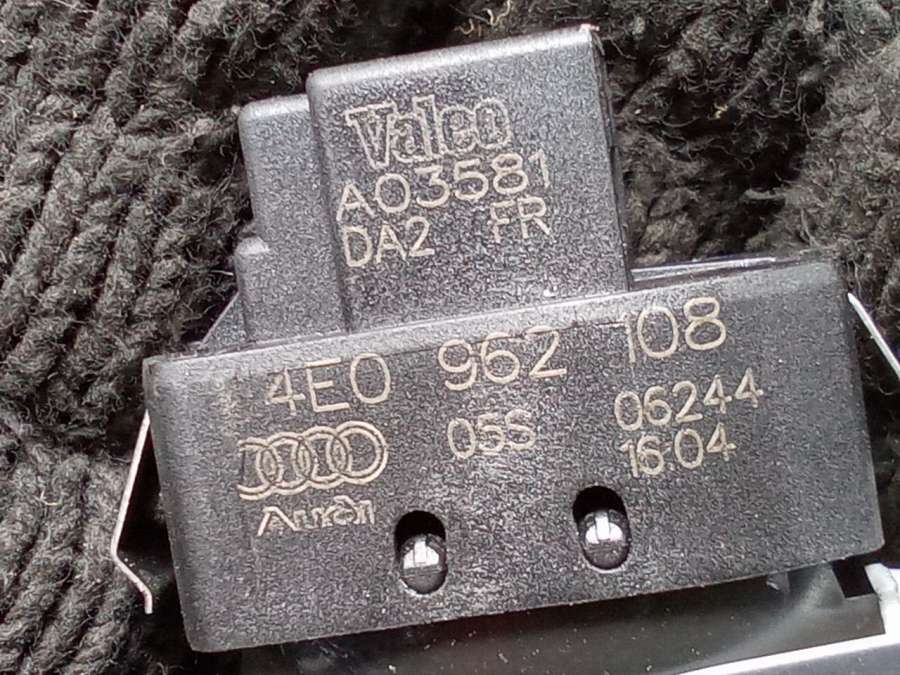 Valeo
A03581
DA2 FR
4E0 962 108
05S 06244
16:04
Audi